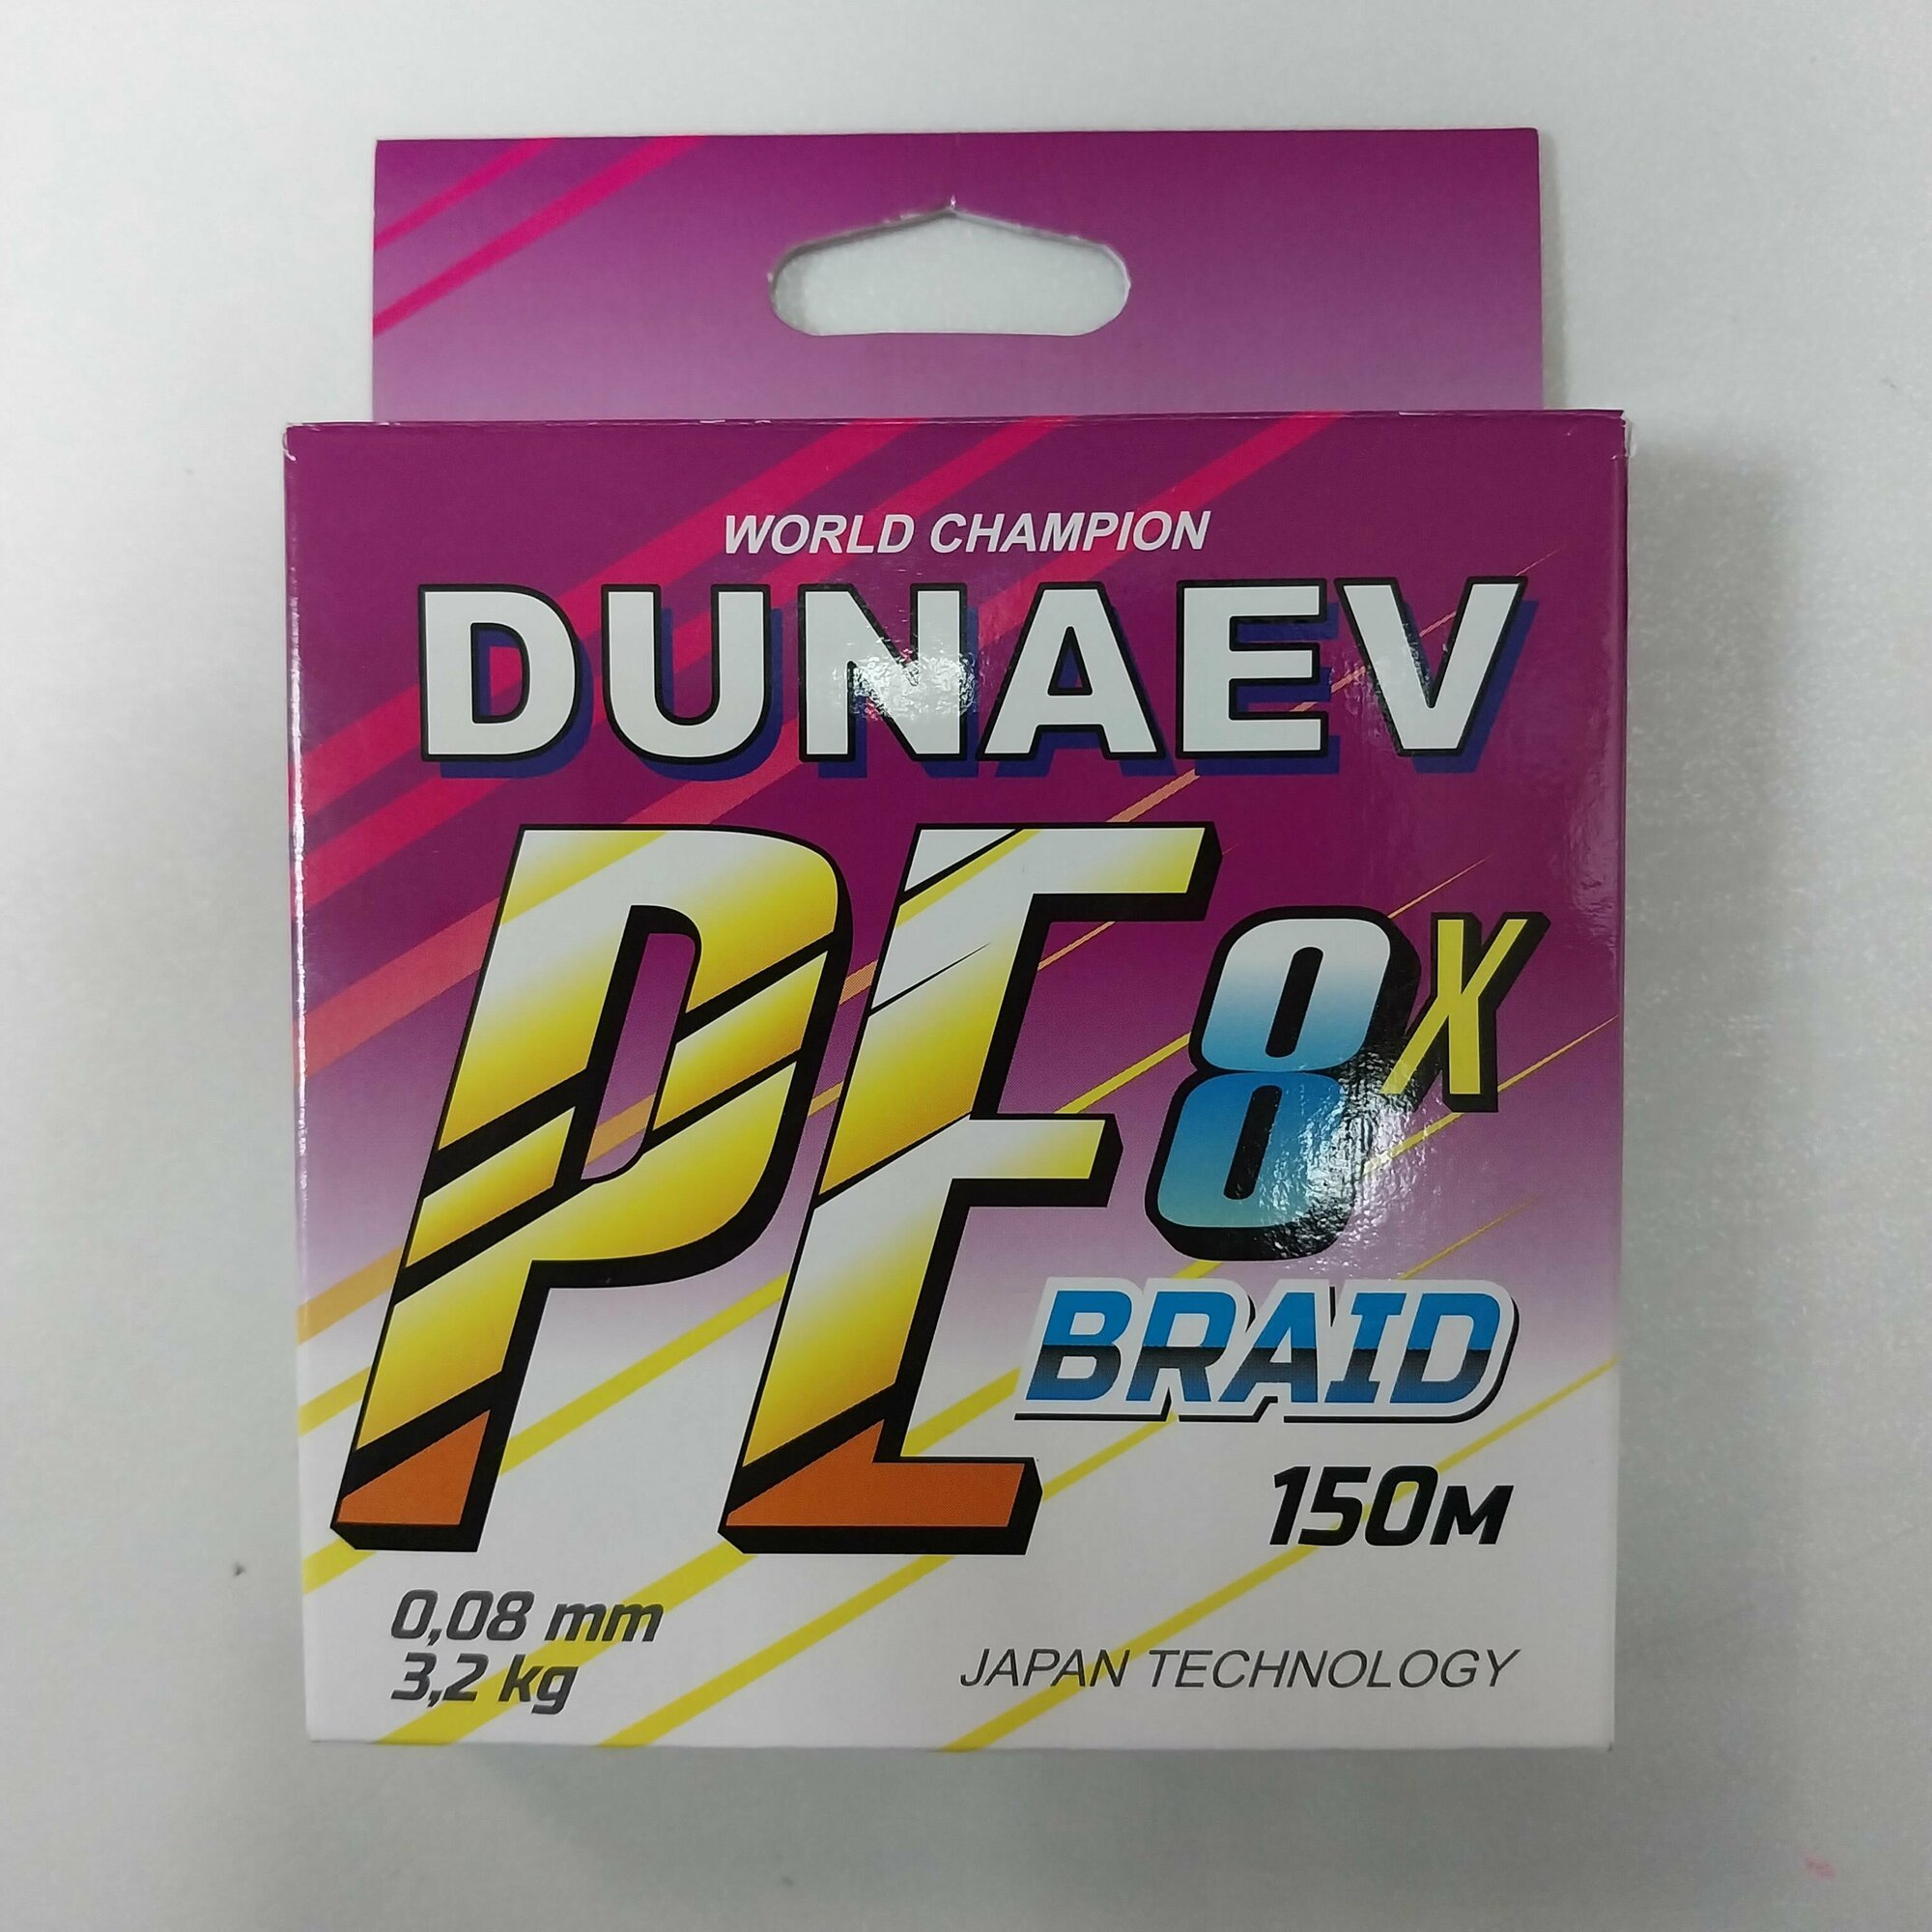 WORLD CHAMPION
DUNAEV
PE 8X
BRAID
150м
0,08 mm
3,2 kg
JAPAN TECHNOLOGY